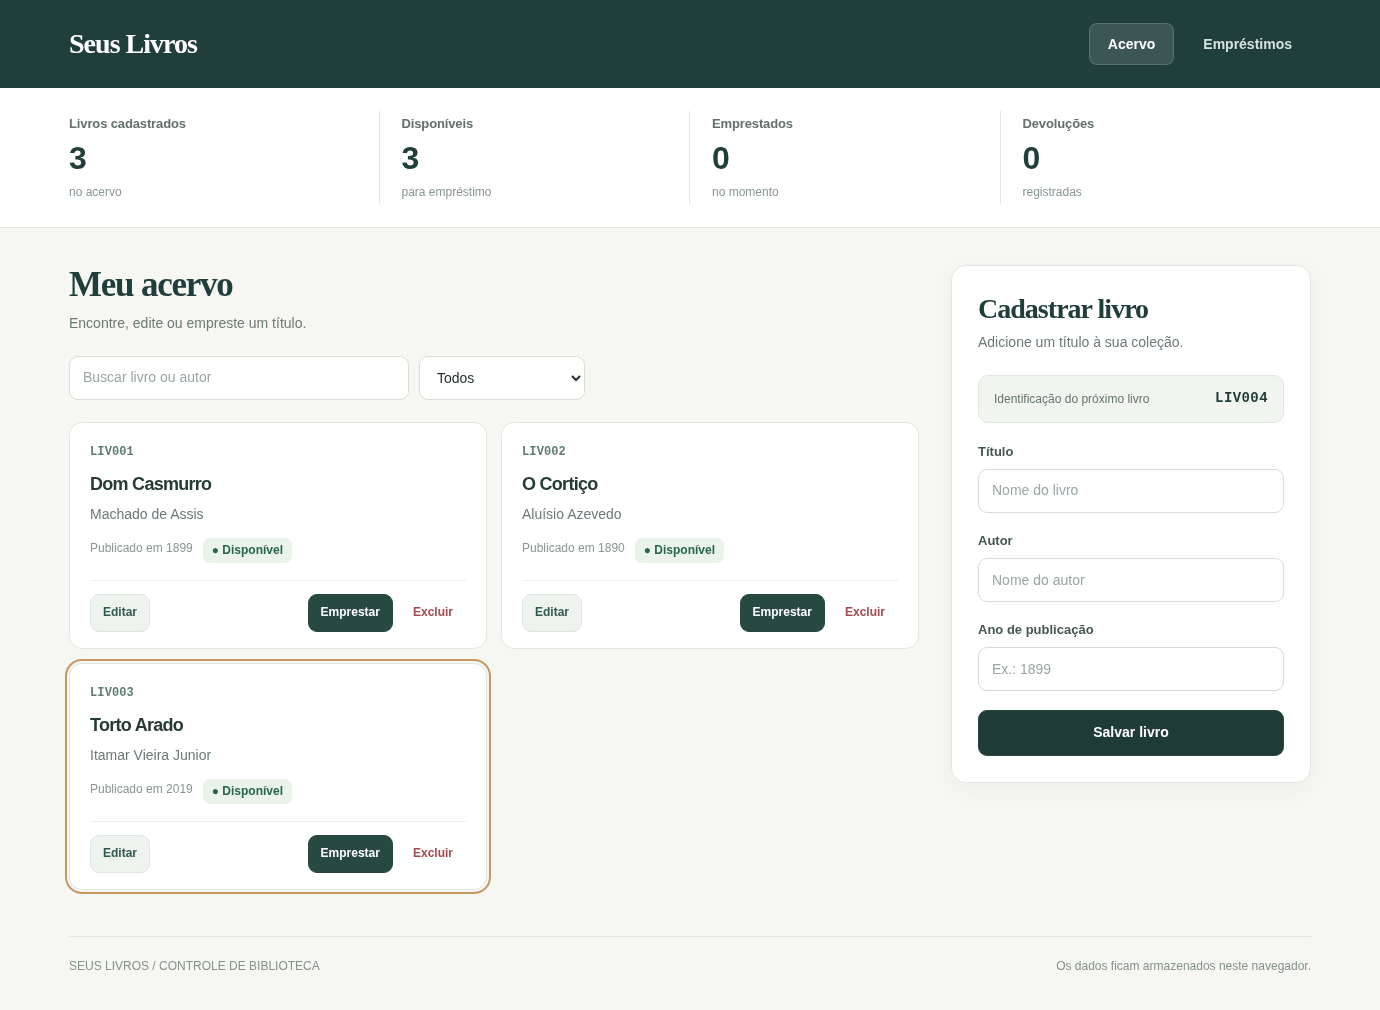 Seus Livros
Acervo
Empréstimos
Livros cadastrados
3
no acervo
Disponíveis
3
para empréstimo
Emprestados
0
no momento
Devoluções
0
registradas
Meu acervo
Encontre, edite ou empreste um título.
Buscar livro ou autor
Todos
LIV001
Dom Casmurro
Machado de Assis
Publicado em 1899 ● Disponível
Editar Emprestar Excluir
LIV002
O Cortiço
Aluísio Azevedo
Publicado em 1890 ● Disponível
Editar Emprestar Excluir
LIV003
Torto Arado
Itamar Vieira Junior
Publicado em 2019 ● Disponível
Editar Emprestar Excluir
Cadastrar livro
Adicione um título à sua coleção.
Identificação do próximo livro LIV004
Título
Nome do livro
Autor
Nome do autor
Ano de publicação
Ex.: 1899
Salvar livro
SEUS LIVROS / CONTROLE DE BIBLIOTECA
Os dados ficam armazenados neste navegador.